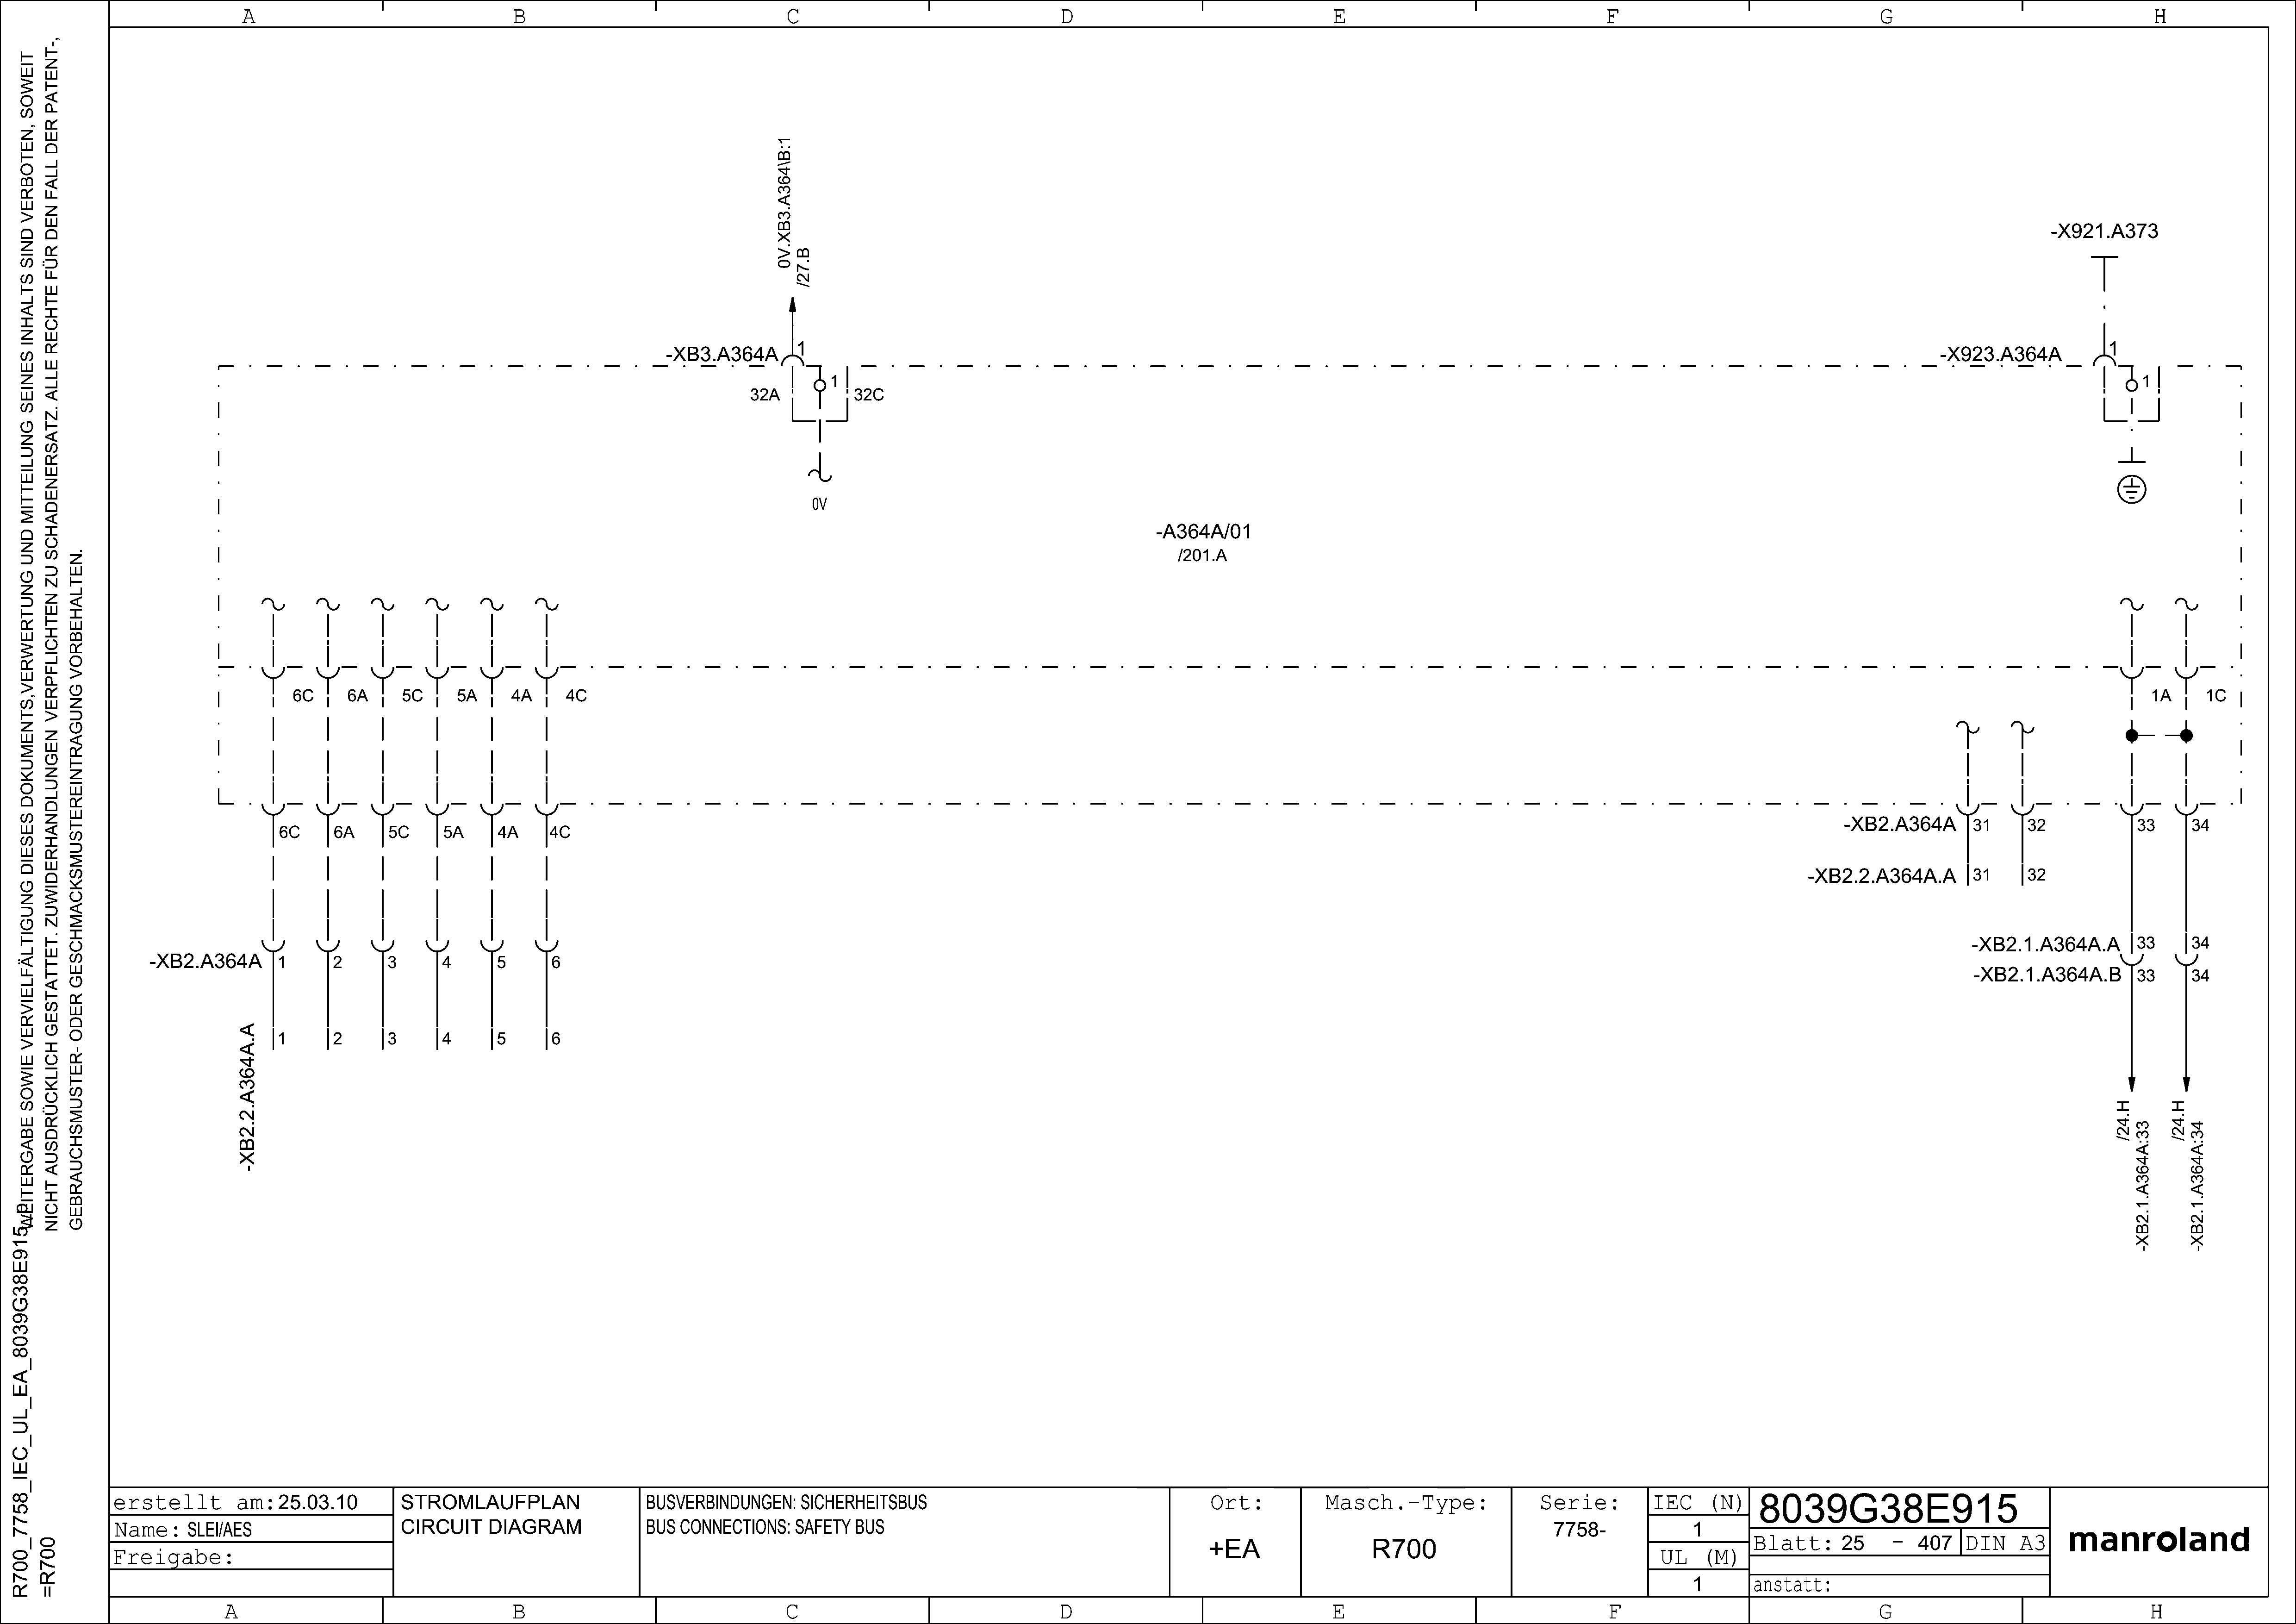 A B C D E F G H
WEITERGABE SOWIE VERVIELFÄLTIGUNG DIESES DOKUMENTS,VERWERTUNG UND MITTEILUNG SEINES INHALTS SIND VERBOTEN, SOWEIT
NICHT AUSDRÜCKLICH GESTATTET. ZUWIDERHANDLUNGEN VERPFLICHTEN ZU SCHADENERSATZ. ALLE RECHTE FÜR DEN FALL DER PATENT-,
GEBRAUCHSMUSTER- ODER GESCHMACKSMUSTEREINTRAGUNG VORBEHALTEN.
=R700
0V.XB3.A364\B:1
/27.B
-X921.A373
-XB3.A364A 1
-X923.A364A 1
32A 1 32C
1
0V
-A364A/01
/201.A
6C 6A 5C 5A 4A 4C
1A 1C
6C 6A 5C 5A 4A 4C
-XB2.A364A 31 32 33 34
-XB2.2.A364A.A 31 32
-XB2.1.A364A.A 33 34
-XB2.A364A 1 2 3 4 5 6
-XB2.1.A364A.B 33 34
1 2 3 4 5 6
-XB2.2.A364A.A
/24.H
-XB2.1.A364A:33
/24.H
-XB2.1.A364A:34
erstellt am: 25.03.10
Name: SLEI/AES
Freigabe:
STROMLAUFPLAN
CIRCUIT DIAGRAM
BUSVERBINDUNGEN: SICHERHEITSBUS
BUS CONNECTIONS: SAFETY BUS
Ort:
+EA
Masch.-Type:
R700
Serie:
7758-
IEC (N)
1
UL (M)
1
8039G38E915
Blatt: 25 - 407 DIN A3
anstatt:
manroland
A B C D E F G H